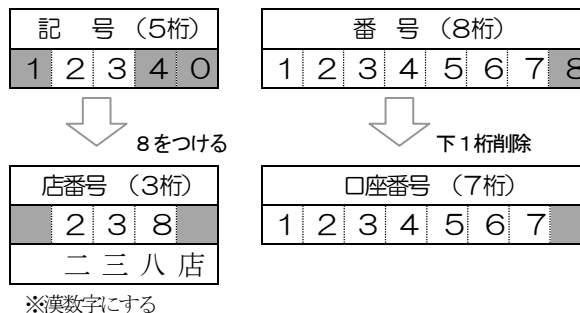 記 号 (5桁)
1 2 3 4 0
8をつける
店番号 (3桁)
2 3 8
二 三 八 店
※漢数字にする
番 号 (8桁)
1 2 3 4 5 6 7 8
下1桁削除
口座番号 (7桁)
1 2 3 4 5 6 7